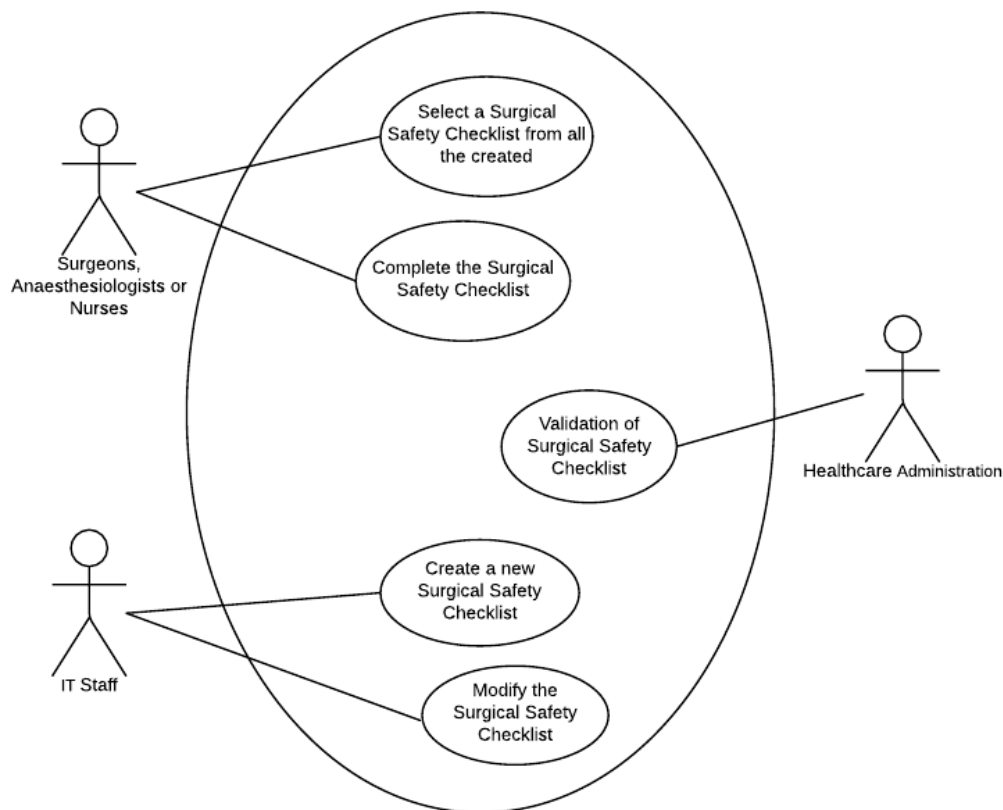 Select a Surgical
Safety Checklist from all
the created
Surgeons,
Anaesthesiologists or
Nurses
Complete the Surgical
Safety Checklist
Validation of
Surgical Safety
Checklist
Healthcare Administration
Create a new
Surgical Safety
Checklist
IT Staff
Modify the
Surgical Safety
Checklist